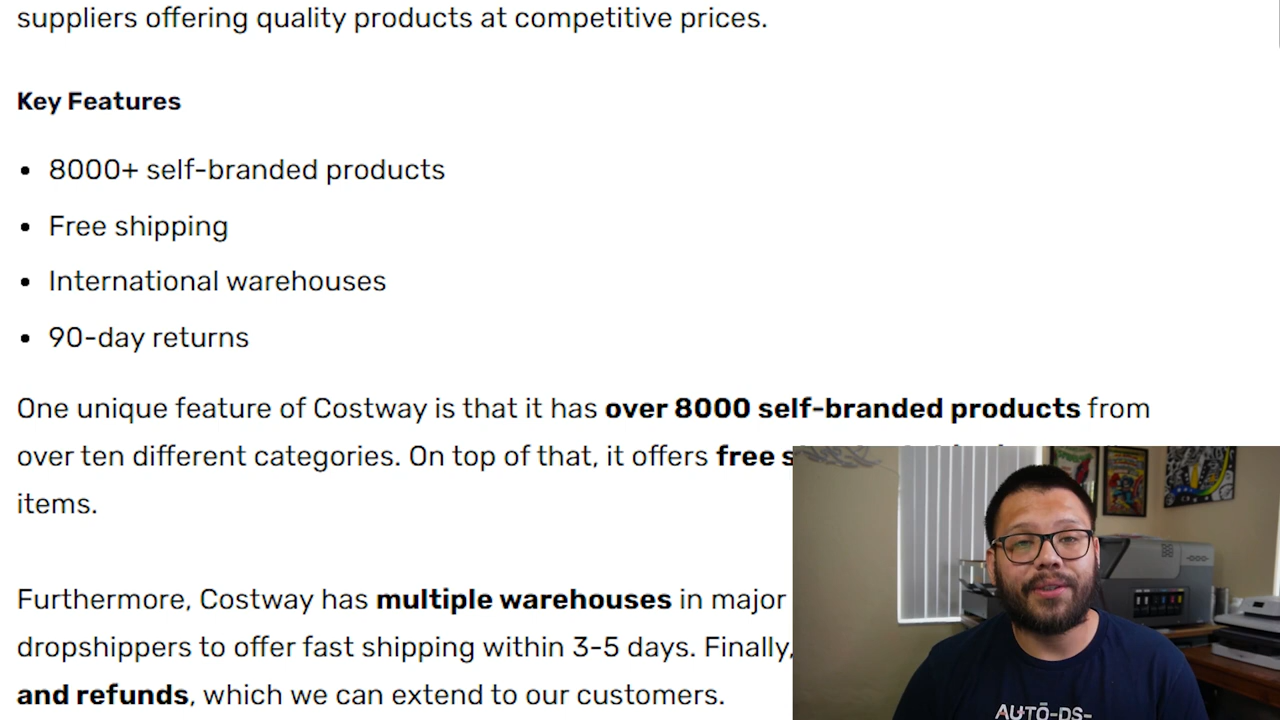 suppliers offering quality products at competitive prices.
Key Features
• 8000+ self-branded products
• Free shipping
• International warehouses
• 90-day returns
One unique feature of Costway is that it has over 8000 self-branded products from
over ten different categories. On top of that, it offers free s
items.
Furthermore, Costway has multiple warehouses in major
dropshippers to offer fast shipping within 3-5 days. Finally,
and refunds, which we can extend to our customers.
AUTŌ-DS-